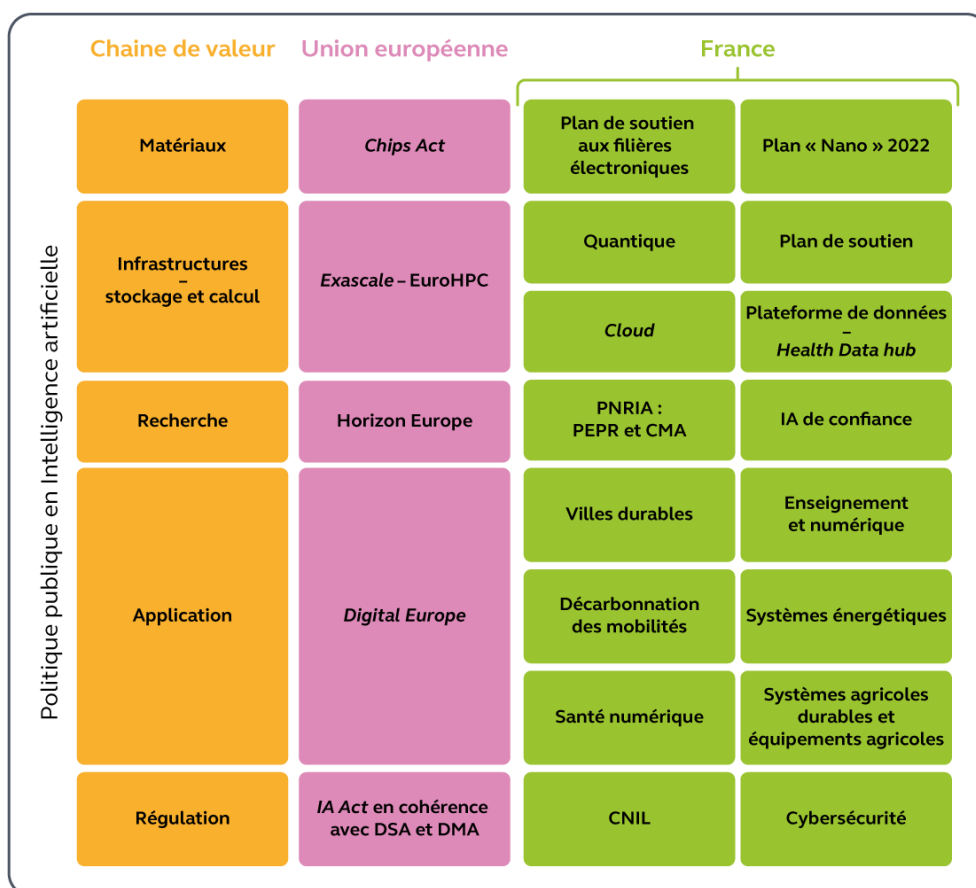 Chaine de valeur
Union européenne
France
Politique publique en Intelligence artificielle
Matériaux
Chips Act
Plan de soutien
aux filières
électroniques
Plan « Nano » 2022
Infrastructures
–
stockage et calcul
Exascale – EuroHPC
Quantique
Plan de soutien
Cloud
Plateforme de données
–
Health Data hub
Recherche
Horizon Europe
PNRIA :
PEPR et CMA
IA de confiance
Application
Digital Europe
Villes durables
Enseignement
et numérique
Décarbonnation
des mobilités
Systèmes énergétiques
Santé numérique
Systèmes agricoles
durables et
équipements agricoles
Régulation
IA Act en cohérence
avec DSA et DMA
CNIL
Cybersécurité